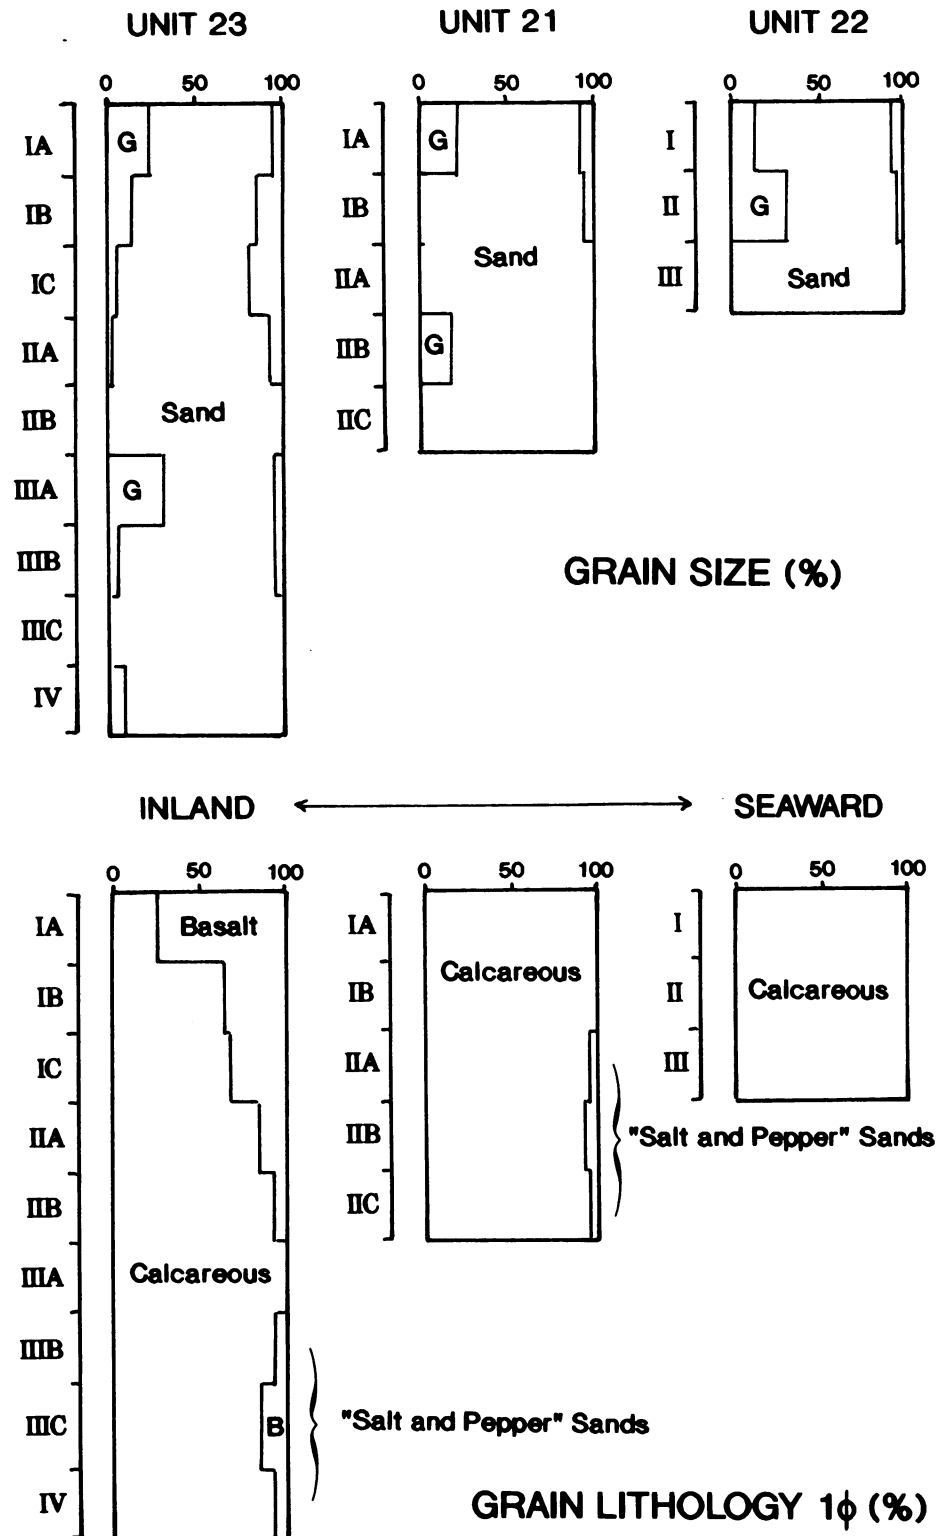 UNIT 23 UNIT 21 UNIT 22
0 50 100 0 50 100 0 50 100
IA G IA G I
IB IB II G
IC IIA Sand III Sand
IIA IIB G
IIB Sand IIC
IIIA G
IIIB GRAIN SIZE (%)
IIIC
IV
INLAND SEAWARD
0 50 100 0 50 100 0 50 100
IA Basalt IA I
IB IB Calcareous II Calcareous
IC IIA III
IIA IIB "Salt and Pepper" Sands
IIB IIC
IIIA Calcareous
IIIB
IIIC B "Salt and Pepper" Sands
IV GRAIN LITHOLOGY 1ϕ (%)